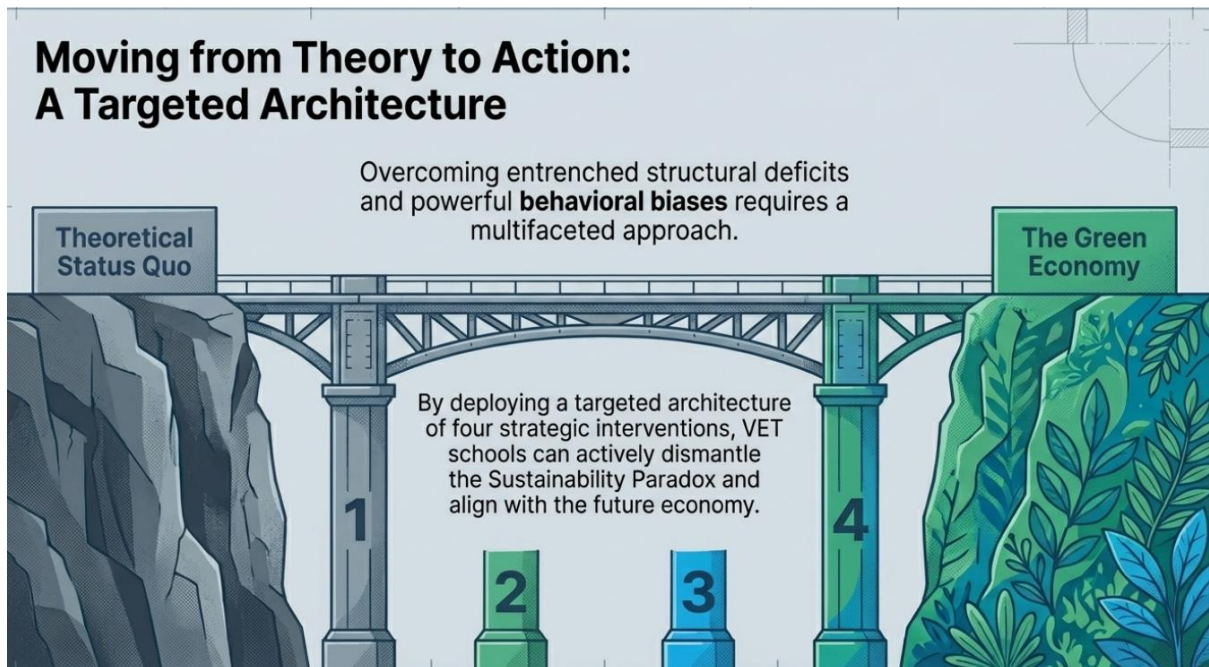 Moving from Theory to Action:
A Targeted Architecture
Overcoming entrenched structural deficits
and powerful behavioral biases requires a
multifaceted approach.
Theoretical
Status Quo
The Green
Economy
By deploying a targeted architecture
of four strategic interventions, VET
schools can actively dismantle
the Sustainability Paradox and
align with the future economy.
1
2
3
4